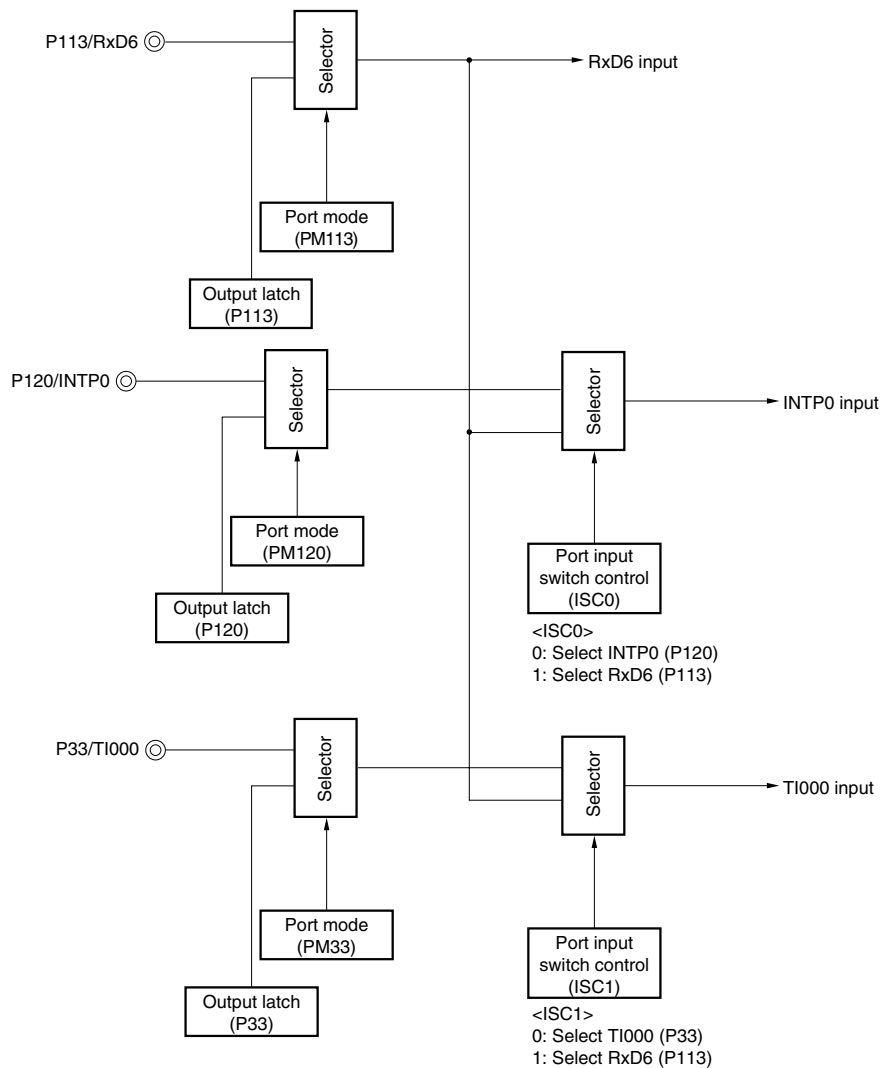 P113/RxD6
Selector
RxD6 input
Port mode
(PM113)
Output latch
(P113)
P120/INTP0
Selector
Selector
INTP0 input
Port mode
(PM120)
Output latch
(P120)
Port input
switch control
(ISC0)
<ISC0>
0: Select INTP0 (P120)
1: Select RxD6 (P113)
P33/TI000
Selector
Selector
TI000 input
Port mode
(PM33)
Output latch
(P33)
Port input
switch control
(ISC1)
<ISC1>
0: Select TI000 (P33)
1: Select RxD6 (P113)